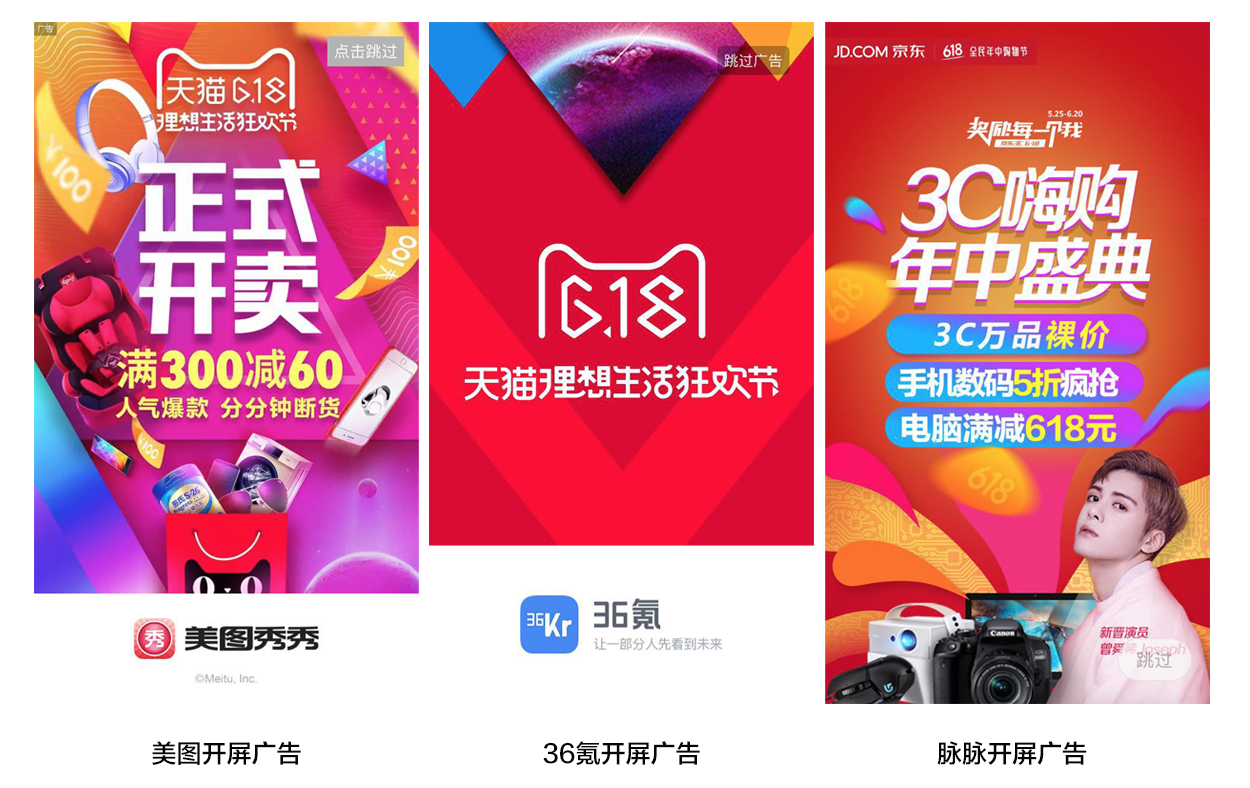 广告
点击跳过
天猫 6.18
理想生活狂欢节
¥100
¥100
正式
开卖
满300减60
人气爆款 分分钟断货
¥100
S-26
秀 美图秀秀
©Meitu, Inc.
美图开屏广告
跳过广告
6.18
天猫理想生活狂欢节
36Kr 36氪
让一部分人先看到未来
36氪开屏广告
JD.COM 京东 618 全民年中购物节
5.25-6.20
奖励每一个我
3C嗨购
年中盛典
618
3C万品裸价
手机数码5折疯抢
电脑满减618元
618
Canon
新晋演员
Joseph
跳过
脉脉开屏广告